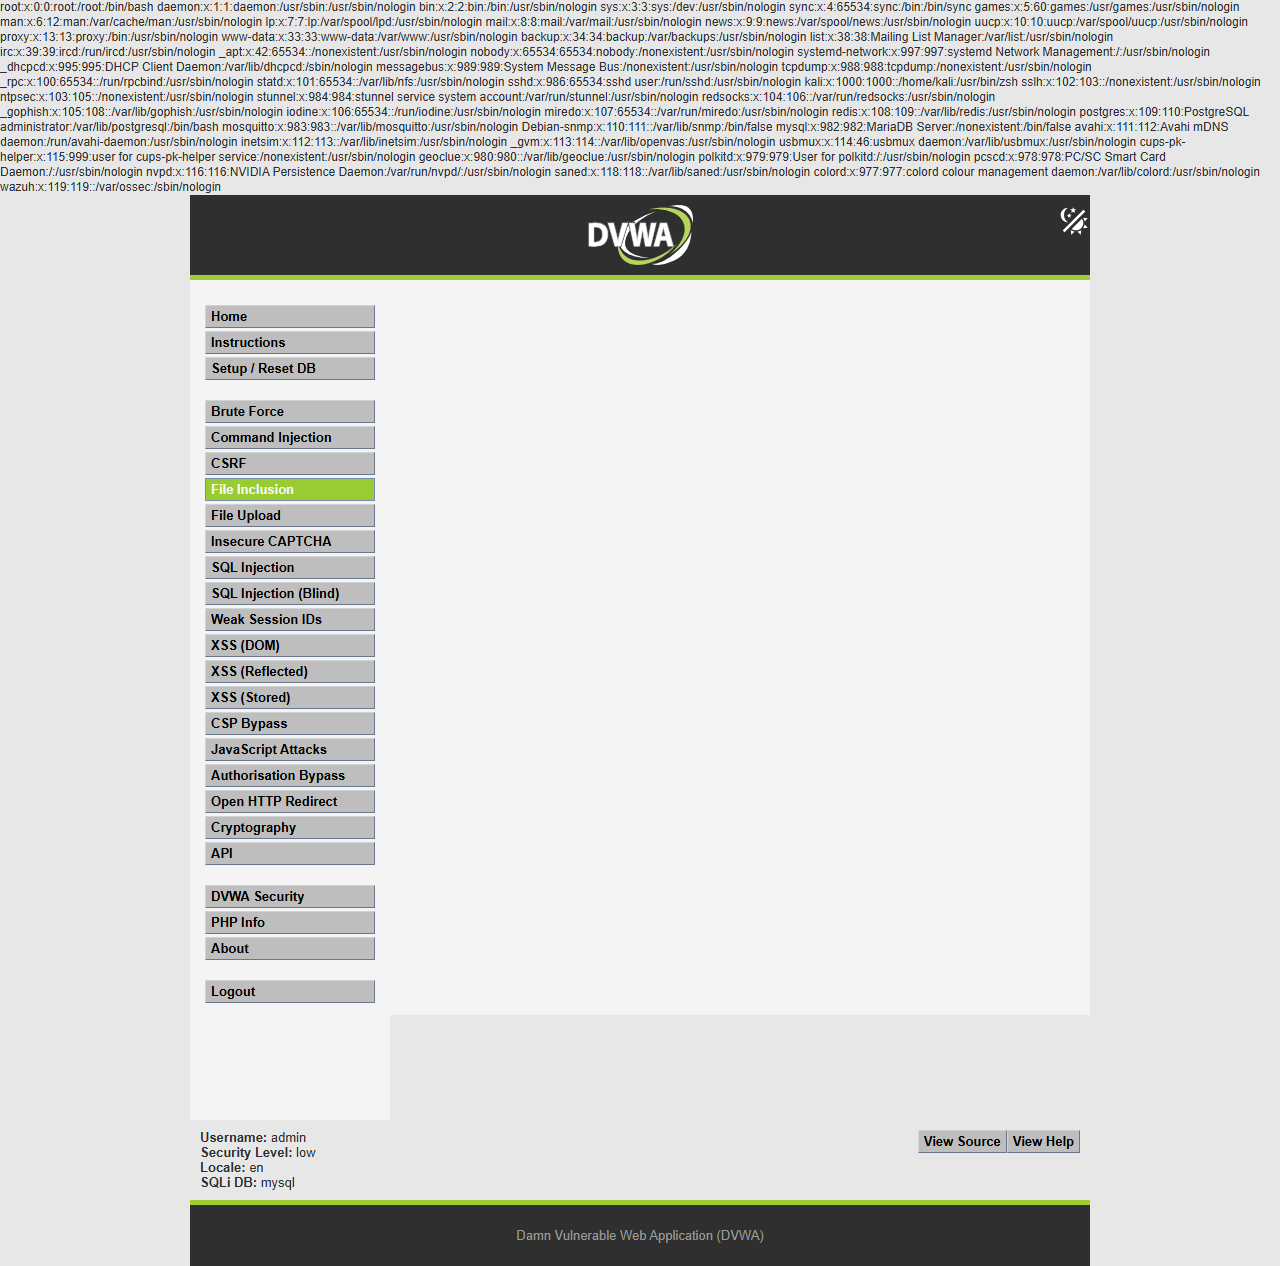 root:x:0:0:root:/root:/bin/bash daemon:x:1:1:daemon:/usr/sbin:/usr/sbin/nologin bin:x:2:2:bin:/bin:/usr/sbin/nologin sys:x:3:3:sys:/dev:/usr/sbin/nologin sync:x:4:65534:sync:/bin:/bin/sync games:x:5:60:games:/usr/games:/usr/sbin/nologin
man:x:6:12:man:/var/cache/man:/usr/sbin/nologin lp:x:7:7:lp:/var/spool/lpd:/usr/sbin/nologin mail:x:8:8:mail:/var/mail:/usr/sbin/nologin news:x:9:9:news:/var/spool/news:/usr/sbin/nologin uucp:x:10:10:uucp:/var/spool/uucp:/usr/sbin/nologin
proxy:x:13:13:proxy:/bin:/usr/sbin/nologin www-data:x:33:33:www-data:/var/www:/usr/sbin/nologin backup:x:34:34:backup:/var/backups:/usr/sbin/nologin list:x:38:38:Mailing List Manager:/var/list:/usr/sbin/nologin
irc:x:39:39:ircd:/run/ircd:/usr/sbin/nologin _apt:x:42:65534::/nonexistent:/usr/sbin/nologin nobody:x:65534:65534:nobody:/nonexistent:/usr/sbin/nologin systemd-network:x:997:997:systemd Network Management:/:/usr/sbin/nologin
_dhcpcd:x:995:995:DHCP Client Daemon:/var/lib/dhcpcd:/sbin/nologin messagebus:x:989:989:System Message Bus:/nonexistent:/usr/sbin/nologin tcpdump:x:988:988:tcpdump:/nonexistent:/usr/sbin/nologin
_rpc:x:100:65534::/run/rpcbind:/usr/sbin/nologin statd:x:101:65534::/var/lib/nfs:/usr/sbin/nologin sshd:x:986:65534:sshd user:/run/sshd:/usr/sbin/nologin kali:x:1000:1000::/home/kali:/usr/bin/zsh sslh:x:102:103::/nonexistent:/usr/sbin/nologin
ntpsec:x:103:105::/nonexistent:/usr/sbin/nologin stunnel:x:984:984:stunnel service system account:/var/run/stunnel:/usr/sbin/nologin redsocks:x:104:106::/var/run/redsocks:/usr/sbin/nologin
_gophish:x:105:108::/var/lib/gophish:/usr/sbin/nologin iodine:x:106:65534::/run/iodine:/usr/sbin/nologin miredo:x:107:65534::/var/run/miredo:/usr/sbin/nologin redis:x:108:109::/var/lib/redis:/usr/sbin/nologin postgres:x:109:110:PostgreSQL
administrator:/var/lib/postgresql:/bin/bash mosquitto:x:983:983::/var/lib/mosquitto:/usr/sbin/nologin Debian-snmp:x:110:111::/var/lib/snmp:/bin/false mysql:x:982:982:MariaDB Server:/nonexistent:/bin/false avahi:x:111:112:Avahi mDNS
daemon:/run/avahi-daemon:/usr/sbin/nologin inetsim:x:112:113::/var/lib/inetsim:/usr/sbin/nologin _gvm:x:113:114::/var/lib/openvas:/usr/sbin/nologin usbmux:x:114:46:usbmux daemon:/var/lib/usbmux:/usr/sbin/nologin cups-pk-
helper:x:115:999:user for cups-pk-helper service:/nonexistent:/usr/sbin/nologin geoclue:x:980:980::/var/lib/geoclue:/usr/sbin/nologin polkitd:x:979:979:User for polkitd:/:/usr/sbin/nologin pcscd:x:978:978:PC/SC Smart Card
Daemon:/:/usr/sbin/nologin nvpd:x:116:116:NVIDIA Persistence Daemon:/var/run/nvpd/:/usr/sbin/nologin saned:x:118:118::/var/lib/saned:/usr/sbin/nologin colord:x:977:977:colord colour management daemon:/var/lib/colord:/usr/sbin/nologin
wazuh:x:119:119::/var/ossec:/sbin/nologin
DVWA
Home
Instructions
Setup / Reset DB
Brute Force
Command Injection
CSRF
File Inclusion
File Upload
Insecure CAPTCHA
SQL Injection
SQL Injection (Blind)
Weak Session IDs
XSS (DOM)
XSS (Reflected)
XSS (Stored)
CSP Bypass
JavaScript Attacks
Authorisation Bypass
Open HTTP Redirect
Cryptography
API
DVWA Security
PHP Info
About
Logout
Username: admin
Security Level: low
Locale: en
SQLi DB: mysql
View Source View Help
Damn Vulnerable Web Application (DVWA)